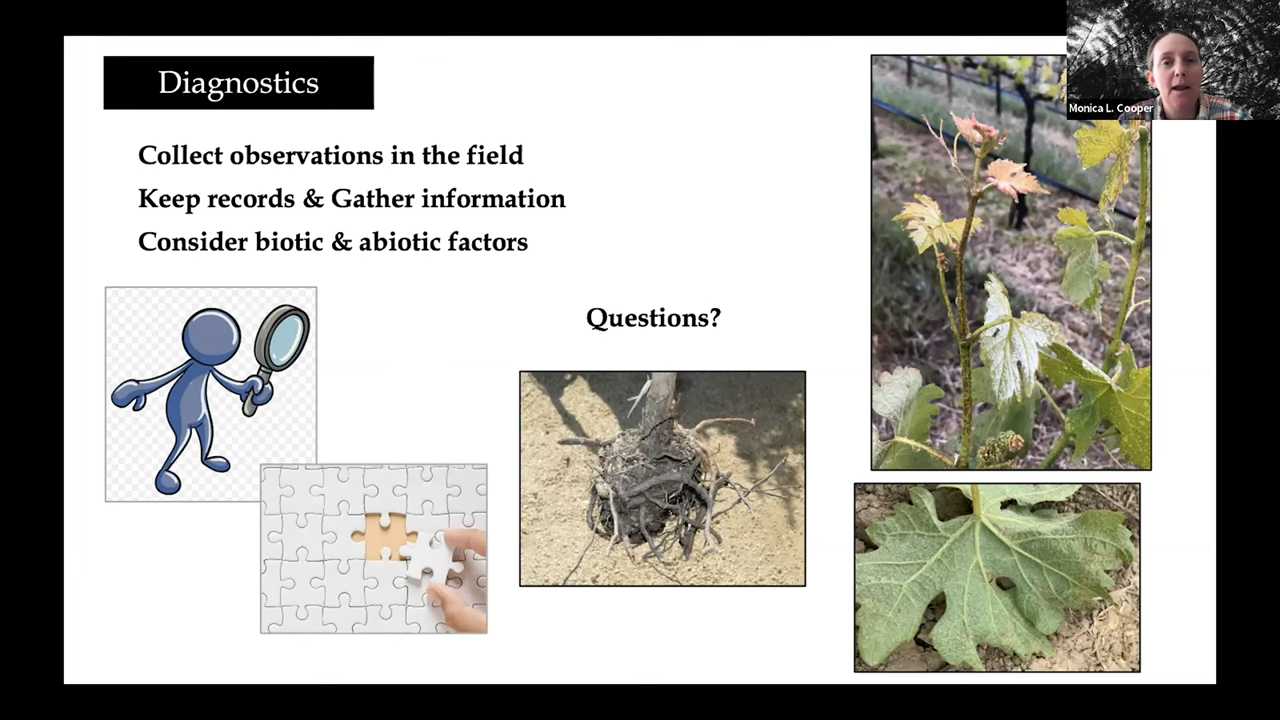 Diagnostics
Collect observations in the field
Keep records & Gather information
Consider biotic & abiotic factors
Questions?
Monica L. Cooper